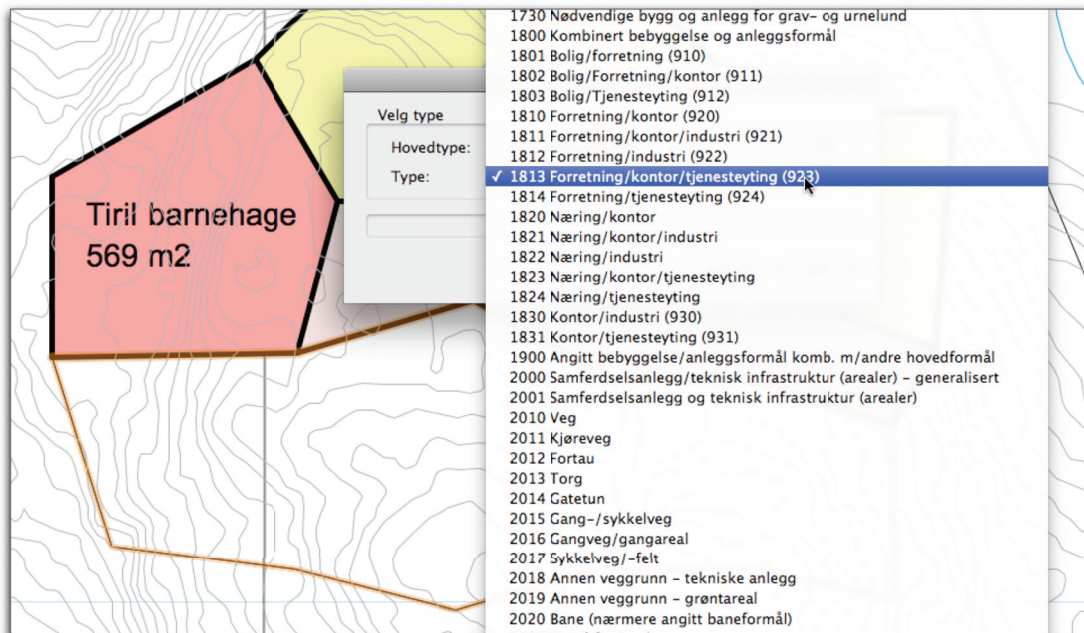 1730 Nødvendige bygg og anlegg for grav- og urnelund
1800 Kombinert bebyggelse og anleggsformål
1801 Bolig/forretning (910)
1802 Bolig/Forretning/kontor (911)
1803 Bolig/Tjenesteyting (912)
1810 Forretning/kontor (920)
1811 Forretning/kontor/industri (921)
1812 Forretning/industri (922)
✓ 1813 Forretning/kontor/tjenesteyting (923)
1814 Forretning/tjenesteyting (924)
1820 Næring/kontor
1821 Næring/kontor/industri
1822 Næring/industri
1823 Næring/kontor/tjenesteyting
1824 Næring/tjenesteyting
1830 Kontor/industri (930)
1831 Kontor/tjenesteyting (931)
1900 Angitt bebyggelse/anleggsformål komb. m/andre hovedformål
2000 Samferdselsanlegg/teknisk infrastruktur (arealer) - generalisert
2001 Samferdselsanlegg og teknisk infrastruktur (arealer)
2010 Veg
2011 Kjøreveg
2012 Fortau
2013 Torg
2014 Gatetun
2015 Gang-/sykkelveg
2016 Gangveg/gangareal
2017 Sykkelveg/-felt
2018 Annen veggrunn - tekniske anlegg
2019 Annen veggrunn - grøntareal
2020 Bane (nærmere angitt baneformål)
Velg type
Hovedtype:
Type:
Tiril barnehage
569 m2